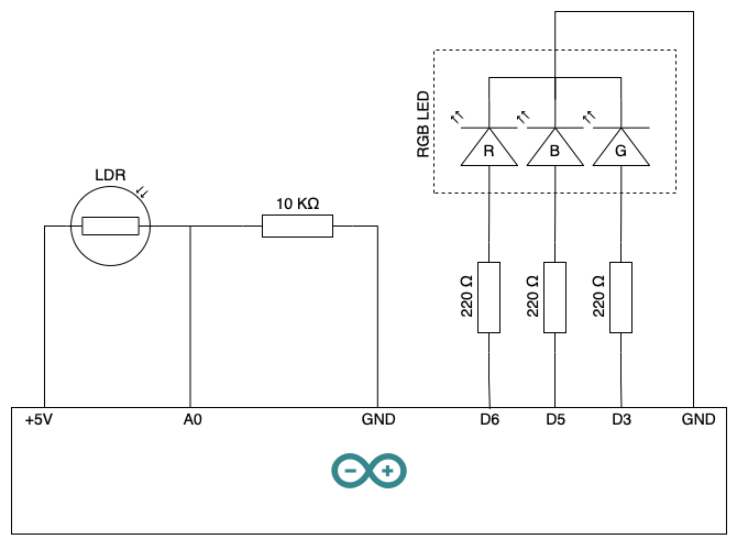 RGB LED
R
B
G
LDR
10 KΩ
220 Ω
220 Ω
220 Ω
+5V
A0
GND
D6
D5
D3
GND